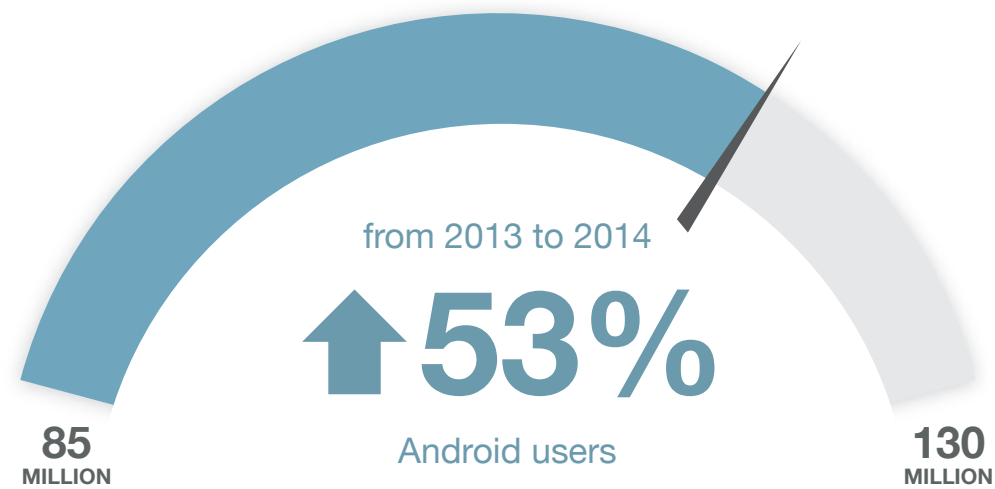 from 2013 to 2014
53%
Android users
85
MILLION
130
MILLION